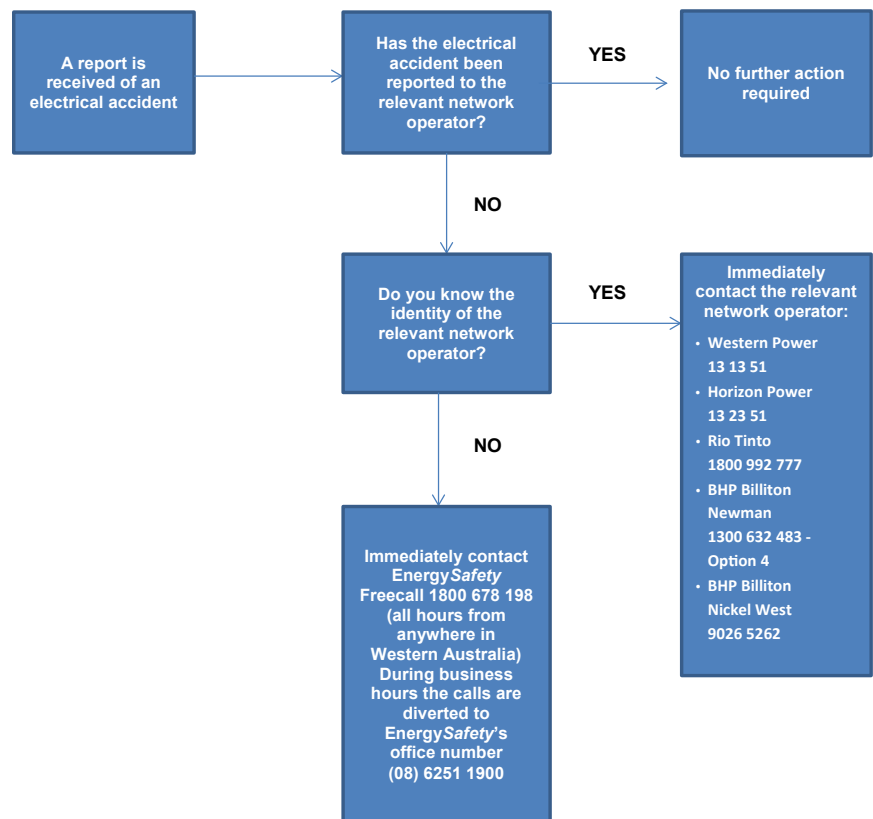 A report is
received of an
electrical accident
Has the electrical
accident been
reported to the
relevant network
operator?
YES
No further action
required
NO
Do you know the
identity of the
relevant network
operator?
YES
Immediately
contact the relevant
network operator:
• Western Power
13 13 51
• Horizon Power
13 23 51
• Rio Tinto
1800 992 777
• BHP Billiton
Newman
1300 632 483 -
Option 4
• BHP Billiton
Nickel West
9026 5262
NO
Immediately contact
EnergySafety
Freecall 1800 678 198
(all hours from
anywhere in
Western Australia)
During business
hours the calls are
diverted to
EnergySafety’s
office number
(08) 6251 1900